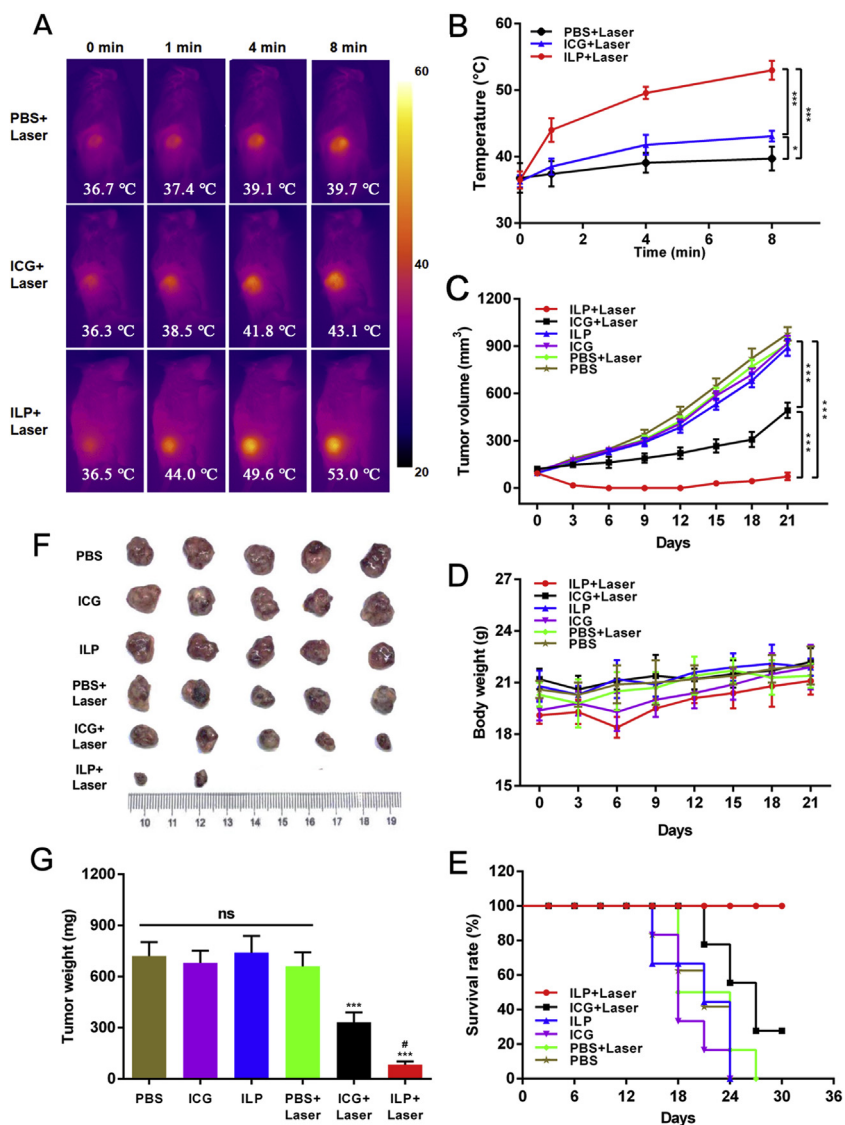 A
0 min 1 min 4 min 8 min
60
PBS+
Laser
36.7 ℃ 37.4 ℃ 39.1 ℃ 39.7 ℃
40
ICG+
Laser
36.3 ℃ 38.5 ℃ 41.8 ℃ 43.1 ℃
ILP+
Laser
36.5 ℃ 44.0 ℃ 49.6 ℃ 53.0 ℃
20
B
PBS+Laser
ICG+Laser
ILP+Laser
Temperature (°C)
60
50
40
30
0 2 4 6 8
Time (min)
***
***
*
C
ILP+Laser
ICG+Laser
ILP
ICG
PBS+Laser
PBS
Tumor volume (mm3)
1200
900
600
300
0
0 3 6 9 12 15 18 21
Days
***
***
***
F
PBS
ICG
ILP
PBS+
Laser
ICG+
Laser
ILP+
Laser
10 11 12 13 14 15 16 17 18 19
D
ILP+Laser
ICG+Laser
ILP
ICG
PBS+Laser
PBS
Body weight (g)
27
24
21
18
15
0 3 6 9 12 15 18 21
Days
G
Tumor weight (mg)
1200
900
600
300
0
ns
***
#
***
PBS ICG ILP PBS+ ICG+ ILP+
Laser Laser Laser
E
Survival rate (%)
120
100
80
60
40
20
0
ILP+Laser
ICG+Laser
ILP
ICG
PBS+Laser
PBS
0 6 12 18 24 30 36
Days